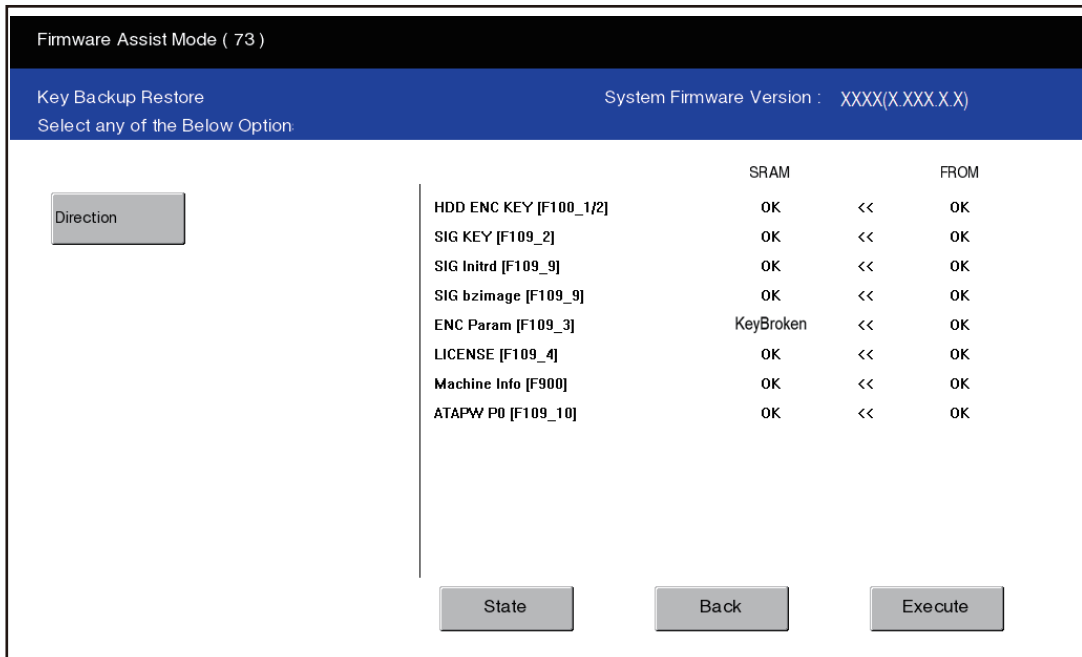 Firmware Assist Mode ( 73 )
Key Backup Restore
System Firmware Version : XXXX(X.XXX.X.X)
Select any of the Below Option:
SRAM FROM
Direction
HDD ENC KEY [F100_1/2] OK << OK
SIG KEY [F109_2] OK << OK
SIG Initrd [F109_9] OK << OK
SIG bzimage [F109_9] OK << OK
ENC Param [F109_3] KeyBroken << OK
LICENSE [F109_4] OK << OK
Machine Info [F900] OK << OK
ATAPW P0 [F109_10] OK << OK
State Back Execute